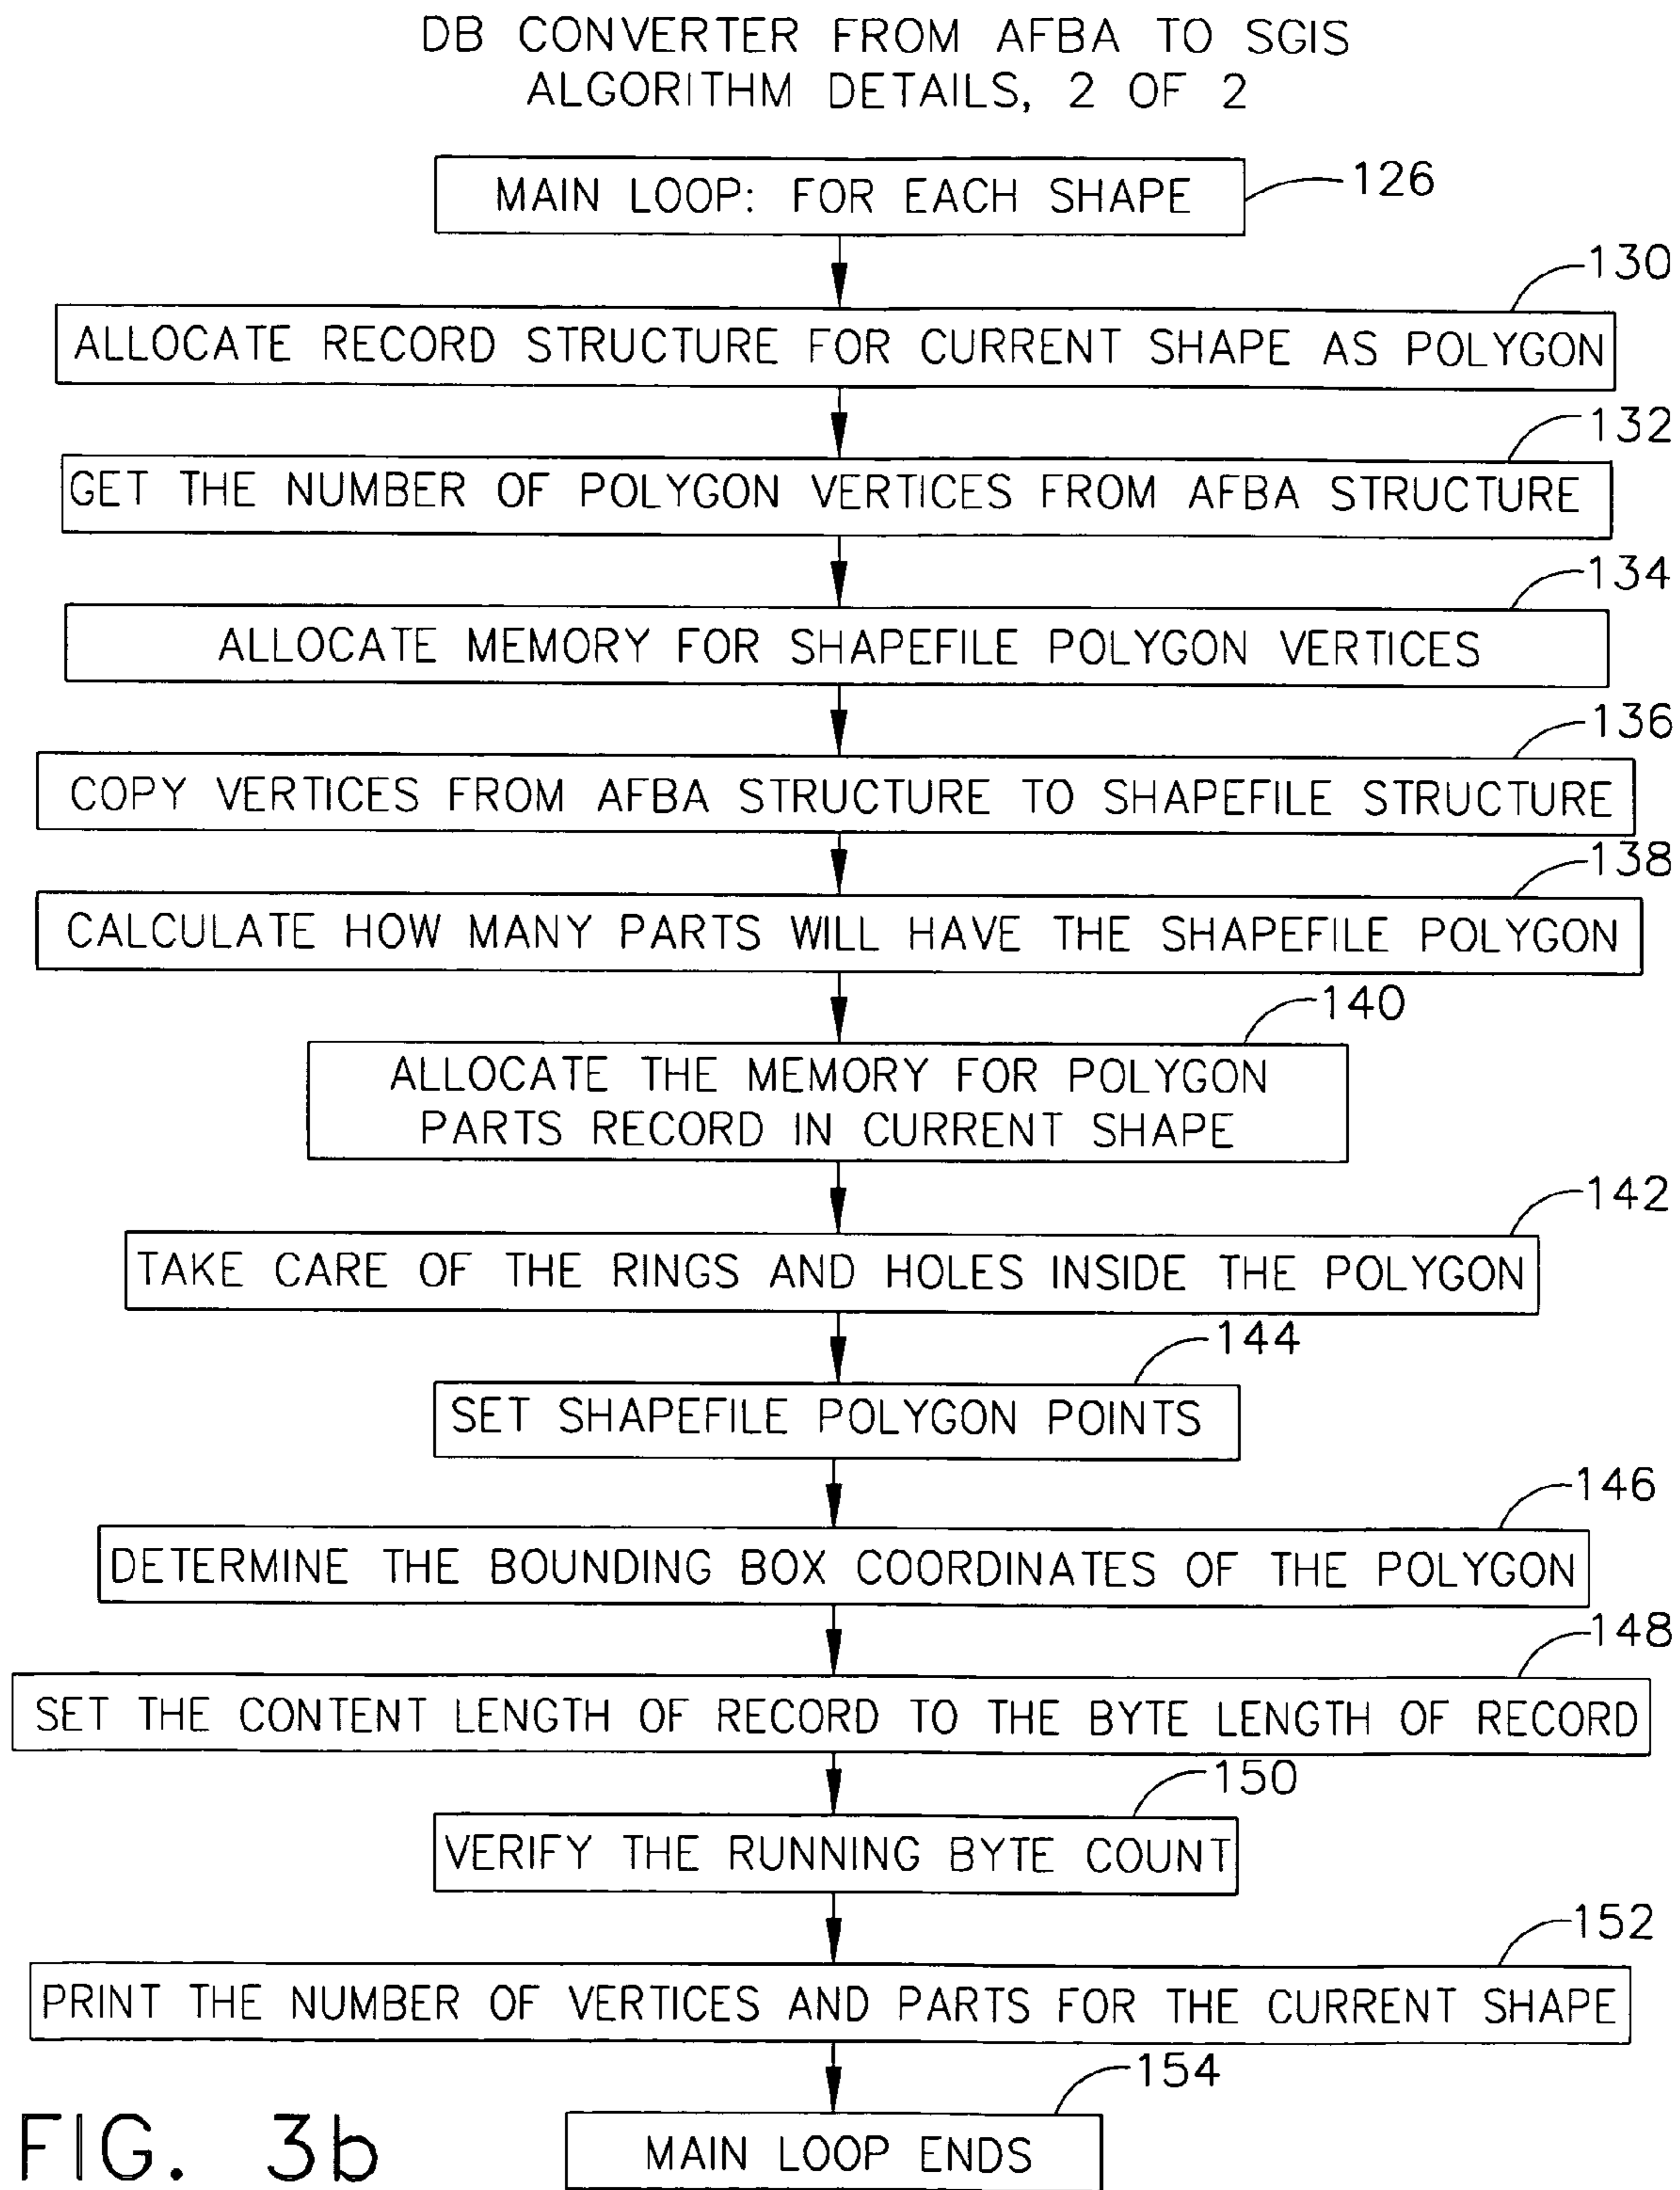 DB CONVERTER FROM AFBA TO SGIS
ALGORITHM DETAILS, 2 OF 2
MAIN LOOP: FOR EACH SHAPE
126
130
ALLOCATE RECORD STRUCTURE FOR CURRENT SHAPE AS POLYGON
132
GET THE NUMBER OF POLYGON VERTICES FROM AFBA STRUCTURE
134
ALLOCATE MEMORY FOR SHAPEFILE POLYGON VERTICES
136
COPY VERTICES FROM AFBA STRUCTURE TO SHAPEFILE STRUCTURE
138
CALCULATE HOW MANY PARTS WILL HAVE THE SHAPEFILE POLYGON
140
ALLOCATE THE MEMORY FOR POLYGON
PARTS RECORD IN CURRENT SHAPE
142
TAKE CARE OF THE RINGS AND HOLES INSIDE THE POLYGON
144
SET SHAPEFILE POLYGON POINTS
146
DETERMINE THE BOUNDING BOX COORDINATES OF THE POLYGON
148
SET THE CONTENT LENGTH OF RECORD TO THE BYTE LENGTH OF RECORD
150
VERIFY THE RUNNING BYTE COUNT
152
PRINT THE NUMBER OF VERTICES AND PARTS FOR THE CURRENT SHAPE
154
MAIN LOOP ENDS
FIG. 3b